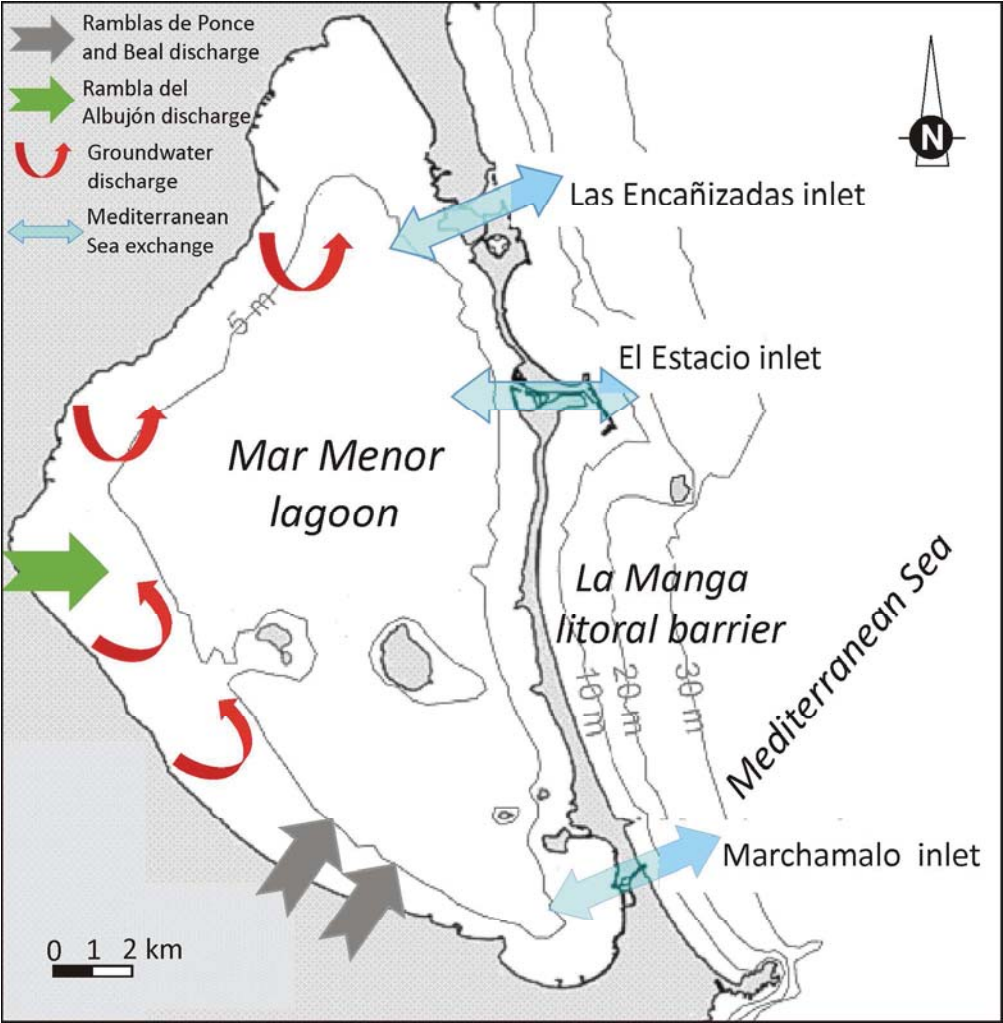 Ramblas de Ponce
and Beal discharge
Rambla del
Albujón discharge
Groundwater
discharge
Mediterranean
Sea exchange
N
Las Encañizadas inlet
5 m
El Estacio inlet
Mar Menor
lagoon
La Manga
litoral barrier
10 m
20 m
30 m
Mediterranean Sea
Marchamalo inlet
0 1 2 km